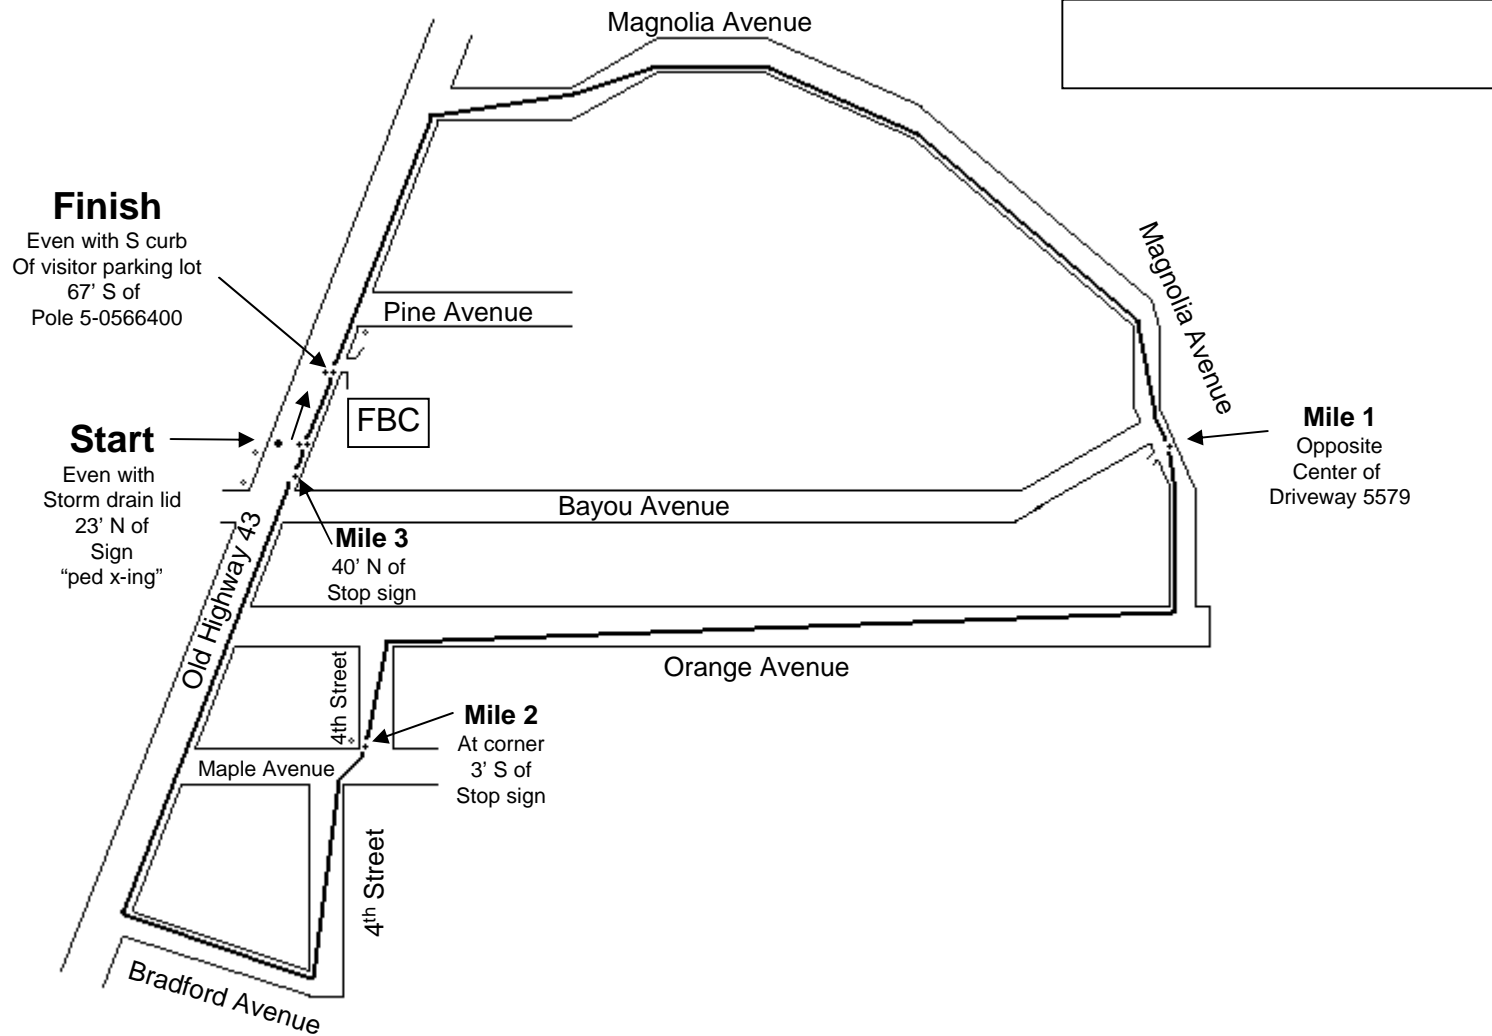 Magnolia Avenue
Finish
Even with S curb
Of visitor parking lot
67’ S of
Pole 5-0566400
Magnolia Avenue
Pine Avenue
FBC
Start
Even with
Storm drain lid
23’ N of
Sign
“ped x-ing”
Mile 1
Opposite
Center of
Driveway 5579
Bayou Avenue
Mile 3
40’ N of
Stop sign
Old Highway 43
Orange Avenue
4th Street
Mile 2
At corner
3’ S of
Stop sign
Maple Avenue
4th Street
Bradford Avenue